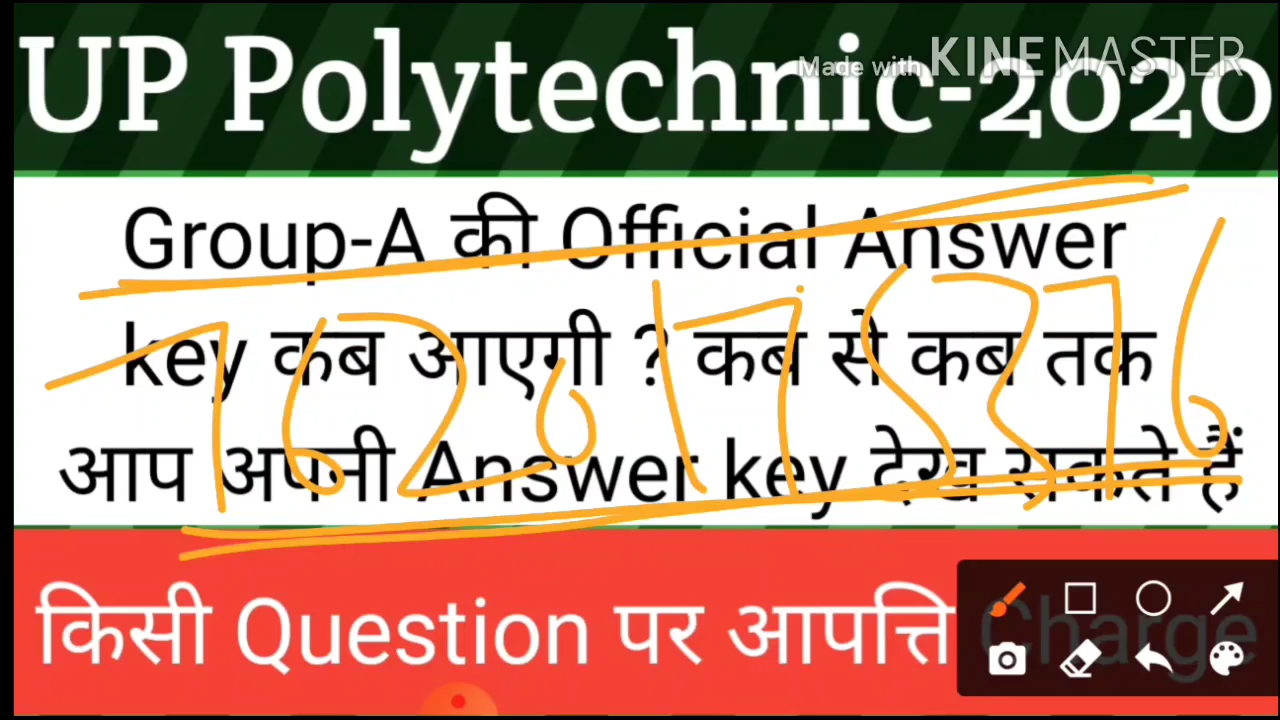 UP Polytechnic-2020
Made with KINEMASTER
Group-A की Official Answer
key कब आएगी ? कब से कब तक
आप अपनी Answer key देख सकते हैं
किसी Question पर आपत्ति Charge